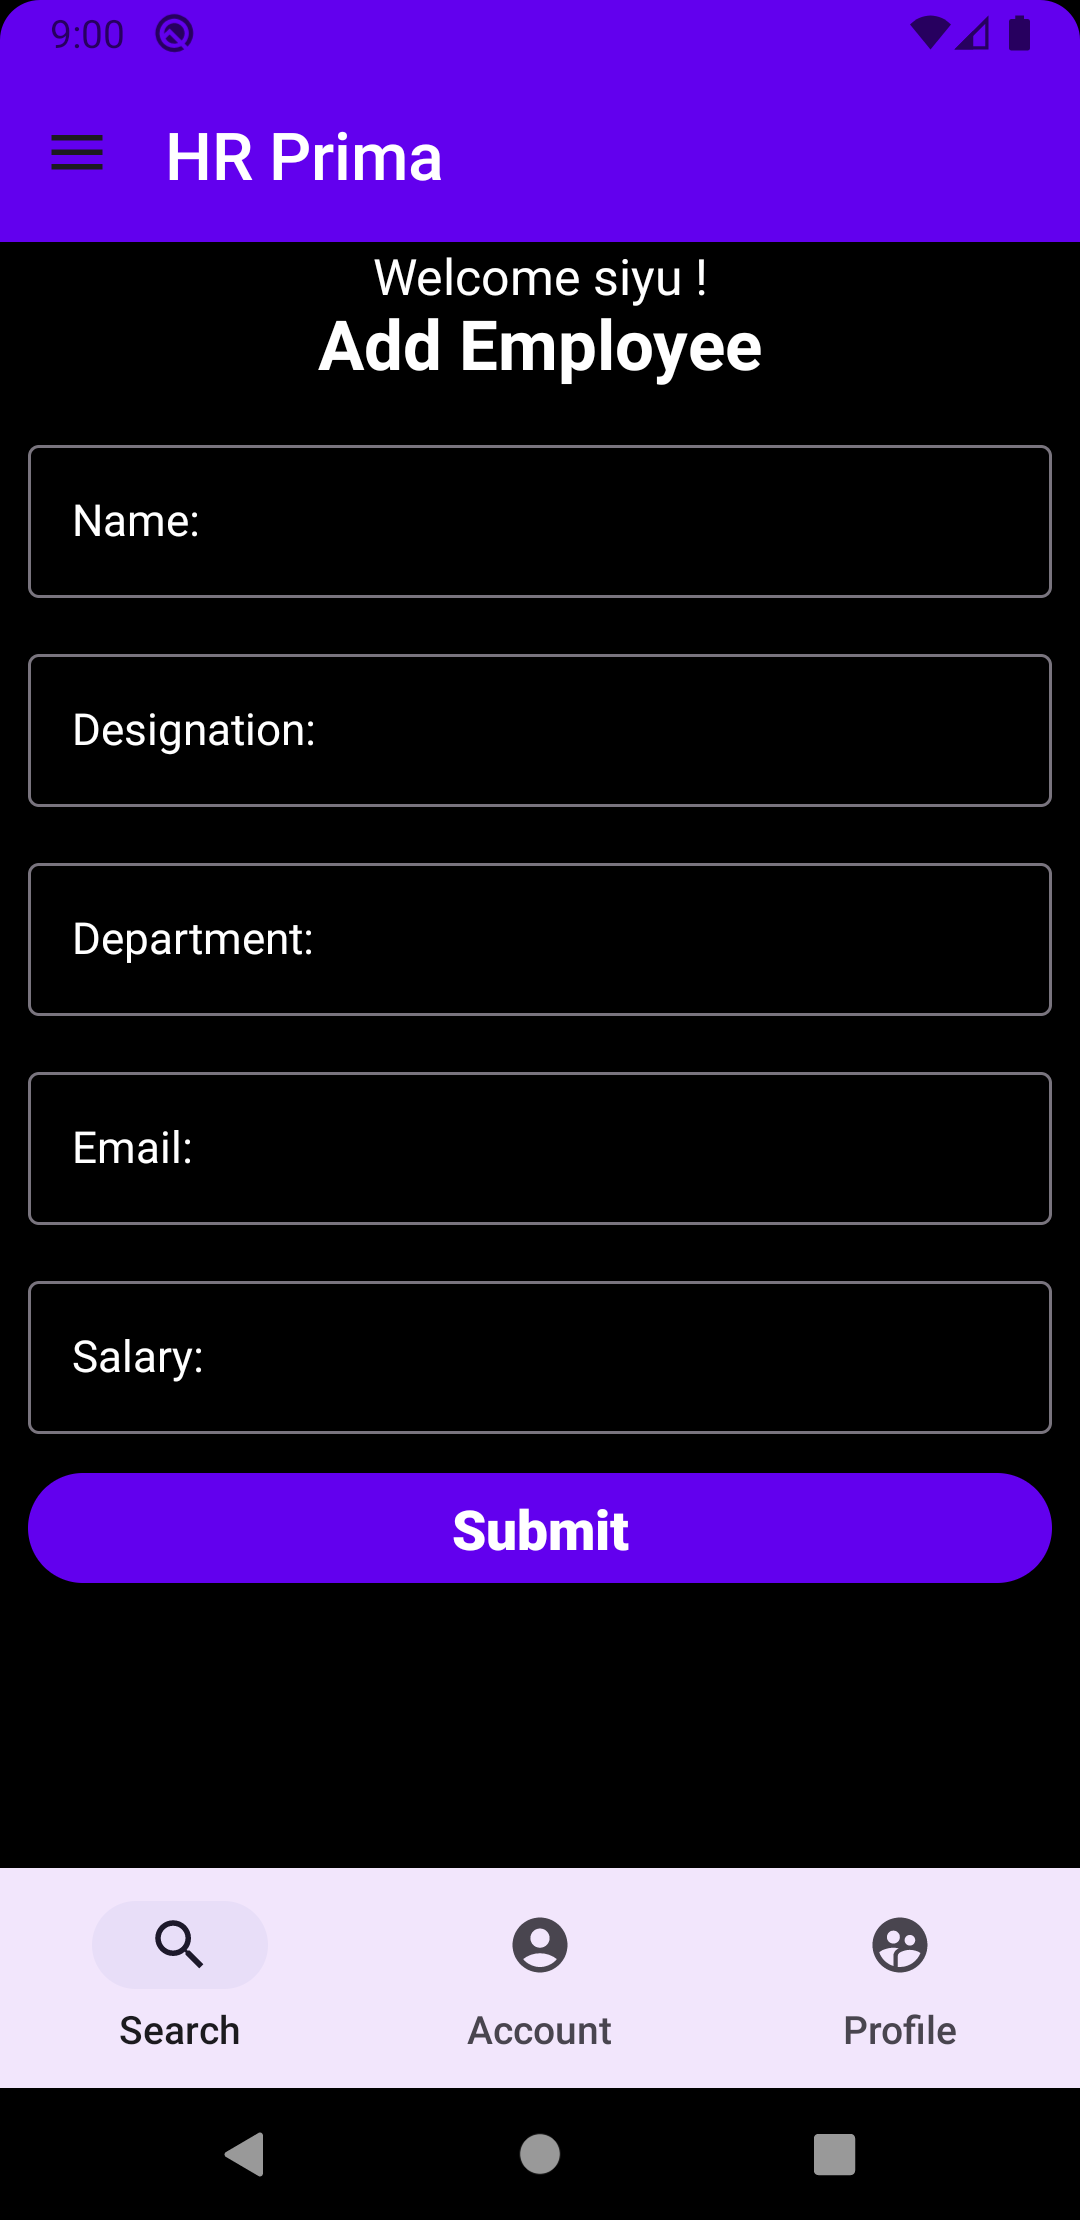 9:00
HR Prima
Welcome siyu !
Add Employee
Name:
Designation:
Department:
Email:
Salary:
Submit
Search
Account
Profile